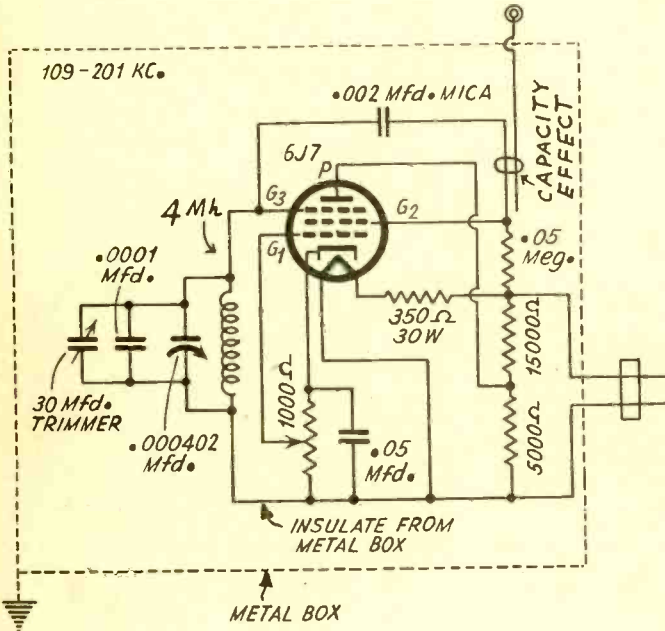 109-201 KC.
.002 Mfd. MICA
CAPACITY
EFFECT
6J7
P
G3
G2
G1
4 Mh
.0001
Mfd.
.05
Meg.
350Ω
30W
15000Ω
1000Ω
30 Mfd.
TRIMMER
.000402
Mfd.
.05
Mfd.
5000Ω
INSULATE FROM
METAL BOX
METAL BOX